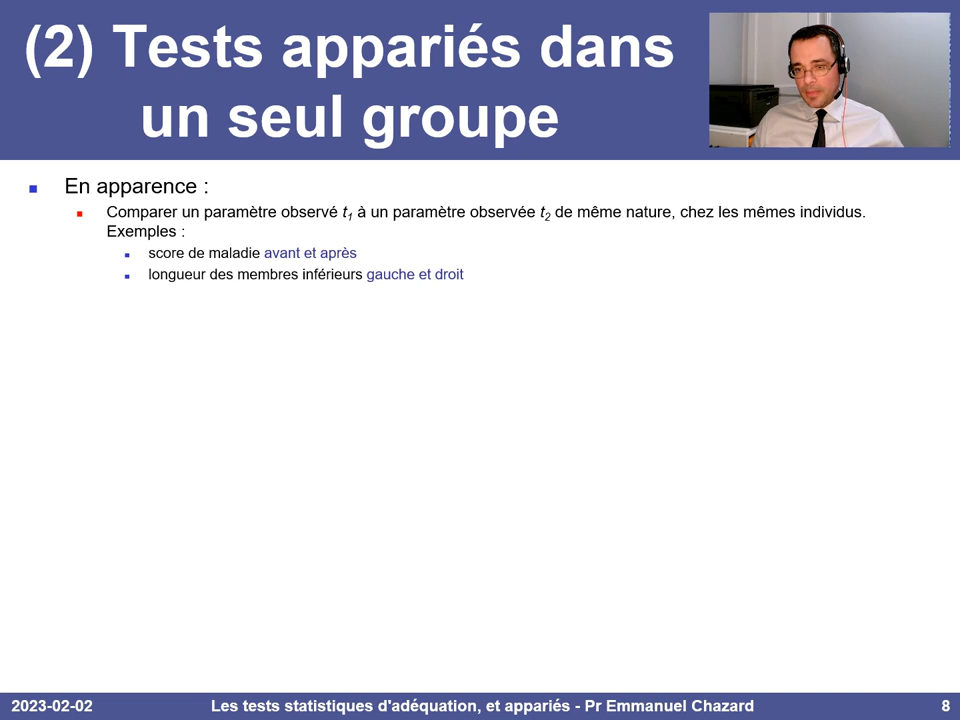 (2) Tests appariés dans
un seul groupe
En apparence :
Comparer un paramètre observé t1 à un paramètre observée t2 de même nature, chez les mêmes individus.
Exemples :
score de maladie avant et après
longueur des membres inférieurs gauche et droit
2023-02-02 Les tests statistiques d'adéquation, et appariés - Pr Emmanuel Chazard 8